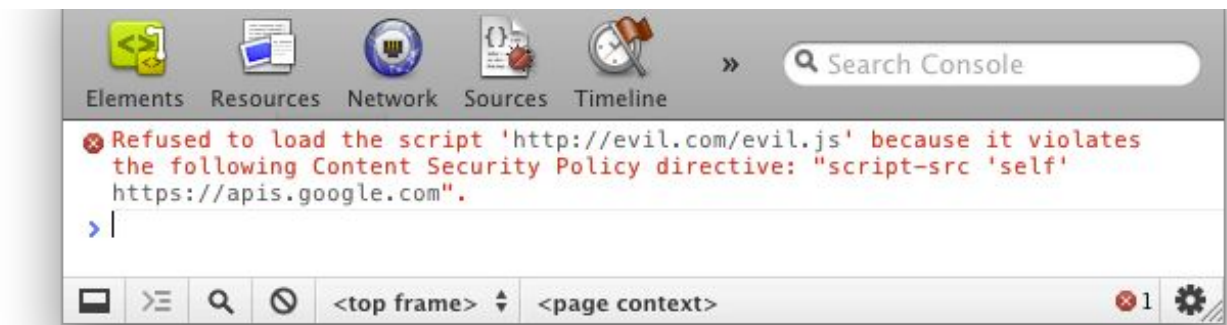 Elements Resources Network Sources Timeline » Search Console
Refused to load the script 'http://evil.com/evil.js' because it violates
the following Content Security Policy directive: "script-src 'self'
https://apis.google.com".
<top frame> <page context> 1